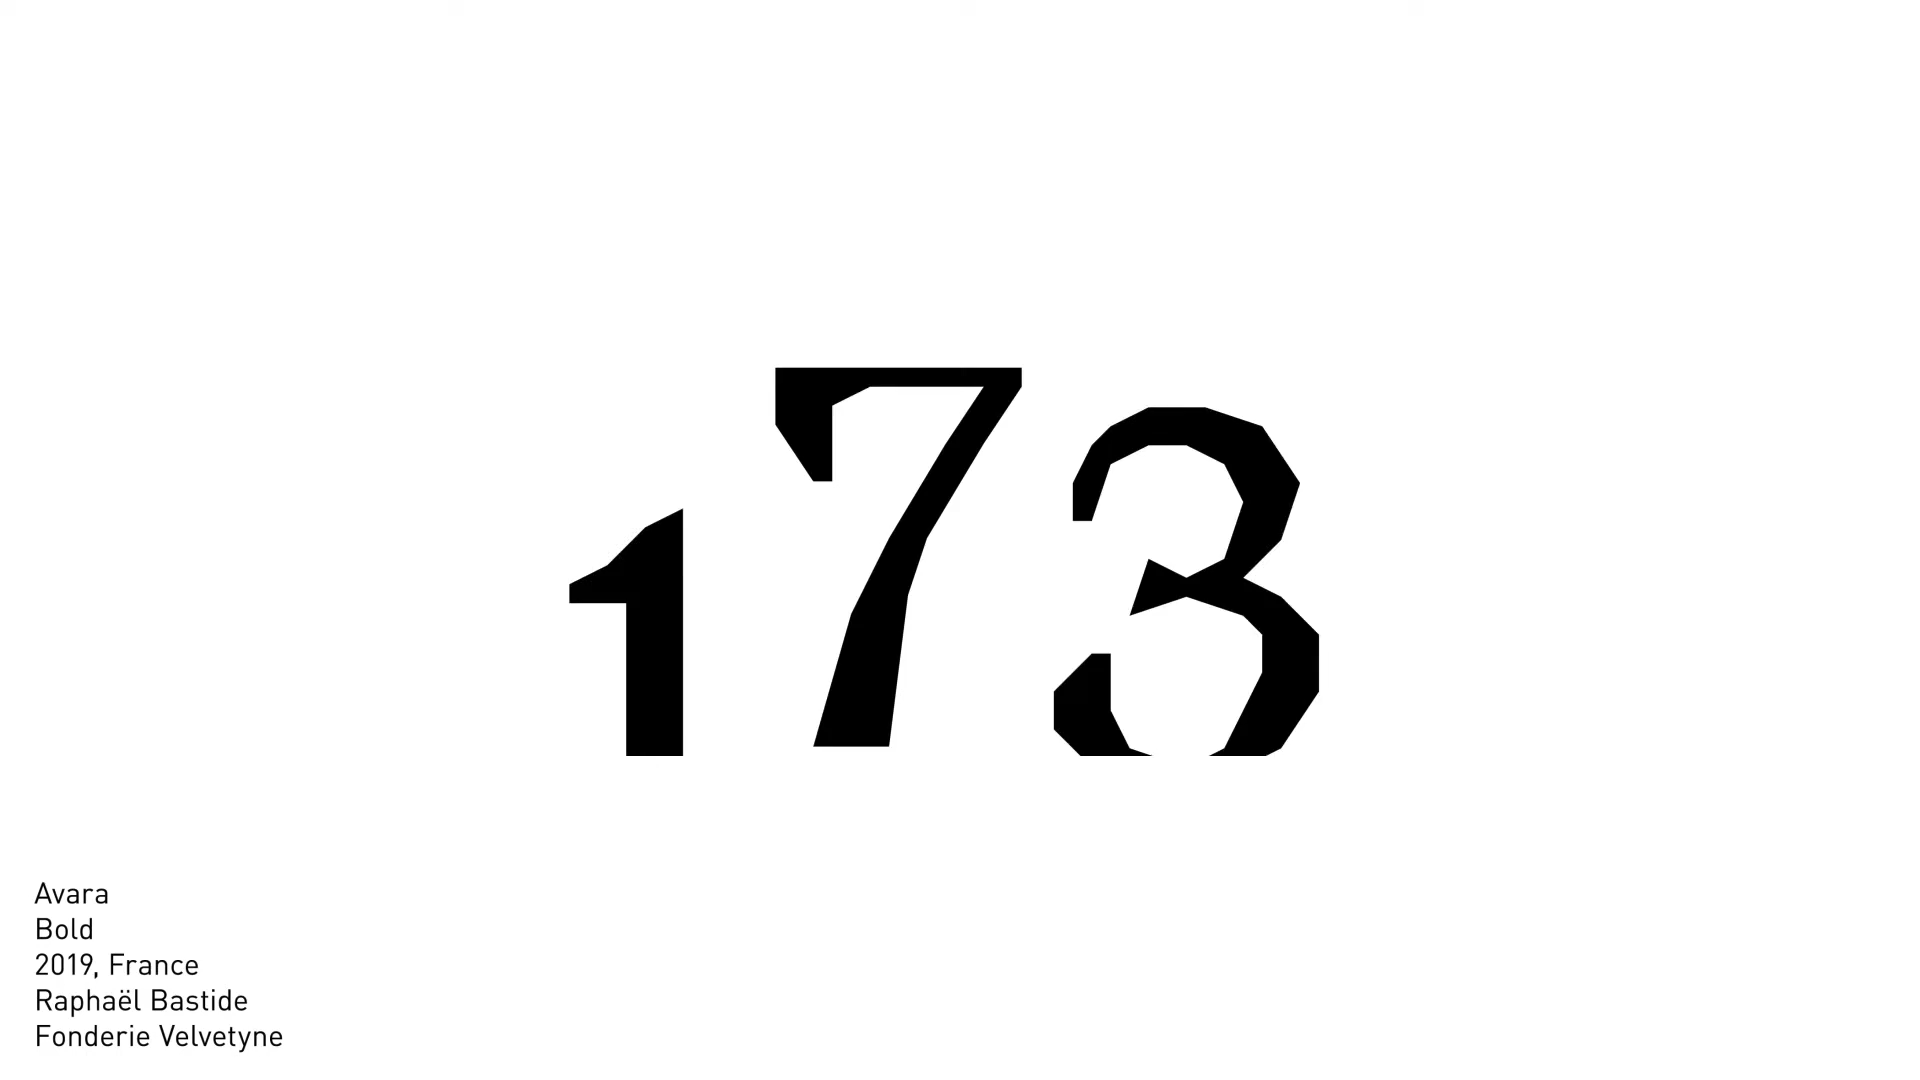 173
Avara
Bold
2019, France
Raphaël Bastide
Fonderie Velvetyne